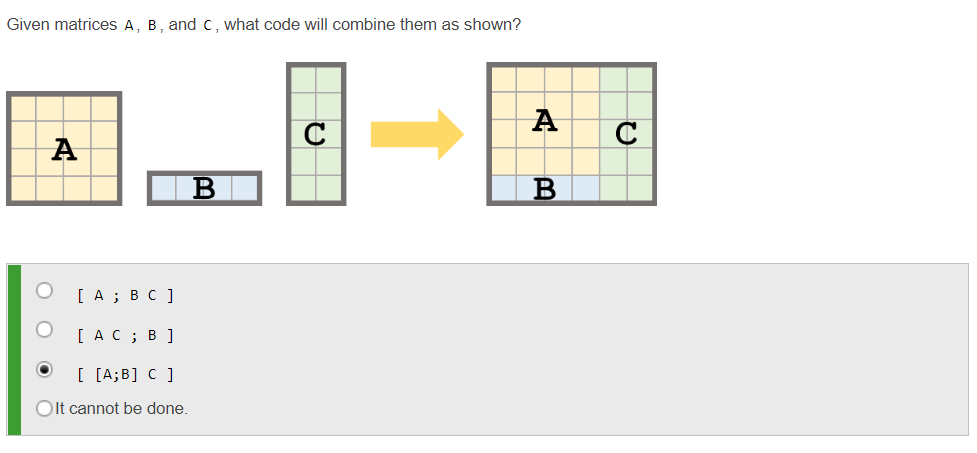 Given matrices A, B, and C, what code will combine them as shown?
A B C A C B
[ A ; B C ]
[ A C ; B ]
[ [A;B] C ]
It cannot be done.